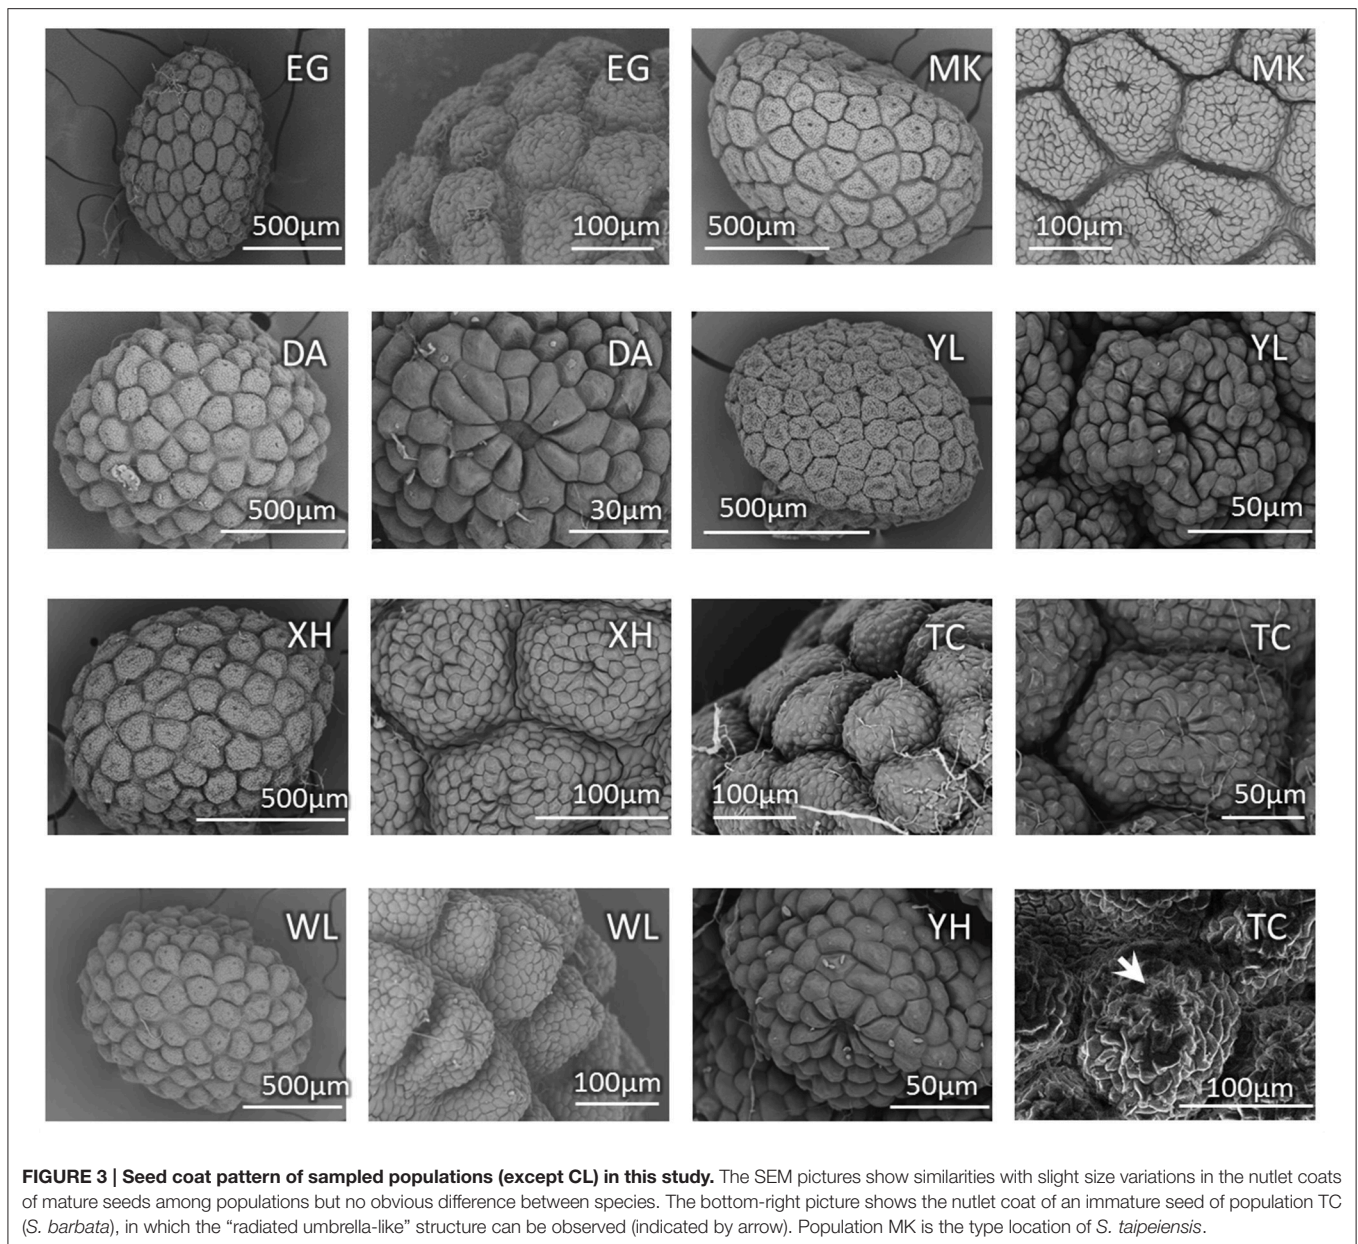 EG
500µm
EG
100µm
MK
500µm
MK
100µm
DA
500µm
DA
30µm
YL
500µm
YL
50µm
XH
500µm
XH
100µm
TC
100µm
TC
50µm
WL
500µm
WL
100µm
YH
50µm
TC
100µm
FIGURE 3 | Seed coat pattern of sampled populations (except CL) in this study. The SEM pictures show similarities with slight size variations in the nutlet coats
of mature seeds among populations but no obvious difference between species. The bottom-right picture shows the nutlet coat of an immature seed of population TC
(S. barbata), in which the “radiated umbrella-like” structure can be observed (indicated by arrow). Population MK is the type location of S. taipeiensis.